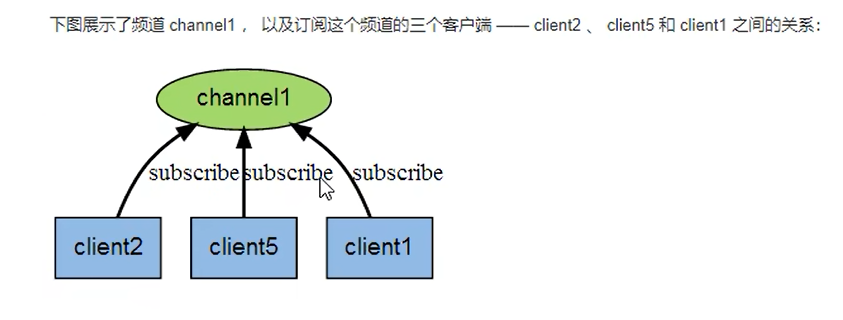 下图展示了频道 channel1 ， 以及订阅这个频道的三个客户端 —— client2 、 client5 和 client1 之间的关系：
channel1
subscribe subscribe subscribe
client2 client5 client1